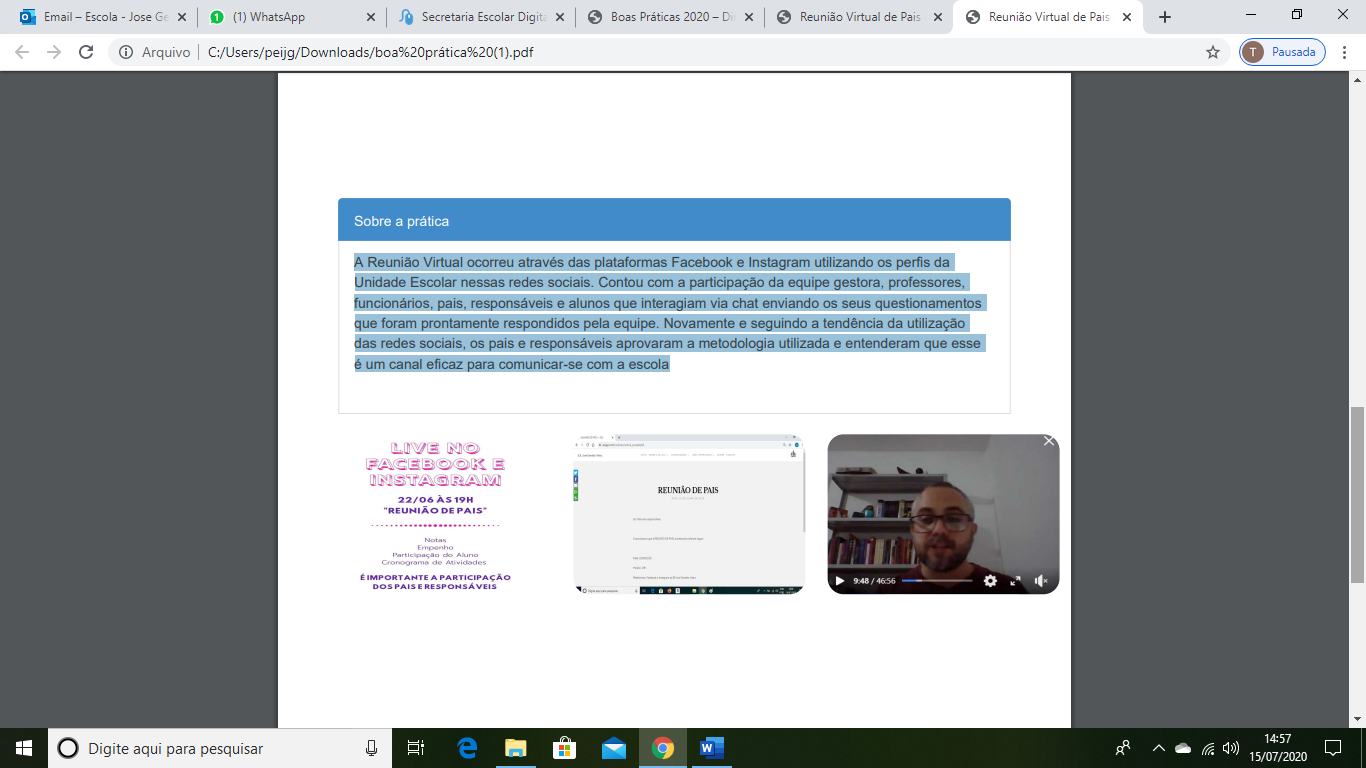 Email – Escola - Jose Ge
(1) WhatsApp
Secretaria Escolar Digita
Boas Práticas 2020 – Di
Reunião Virtual de Pais
Reunião Virtual de Pais
Arquivo
C:/Users/peijg/Downloads/boa%20prática%20(1).pdf
T Pausada
Sobre a prática
A Reunião Virtual ocorreu através das plataformas Facebook e Instagram utilizando os perfis da
Unidade Escolar nessas redes sociais. Contou com a participação da equipe gestora, professores,
funcionários, pais, responsáveis e alunos que interagiam via chat enviando os seus questionamentos
que foram prontamente respondidos pela equipe. Novamente e seguindo a tendência da utilização
das redes sociais, os pais e responsáveis aprovaram a metodologia utilizada e entenderam que esse
é um canal eficaz para comunicar-se com a escola
LIVE NO
FACEBOOK E
INSTAGRAM
22/06 ÀS 19H
"REUNIÃO DE PAIS"
Notas
Empenho
Participação do Aluno
Cronograma de Atividades
É IMPORTANTE A PARTICIPAÇÃO
DOS PAIS E RESPONSÁVEIS
REUNIÃO DE PAIS
9:48 / 46:56
Digite aqui para pesquisar
14:57
15/07/2020